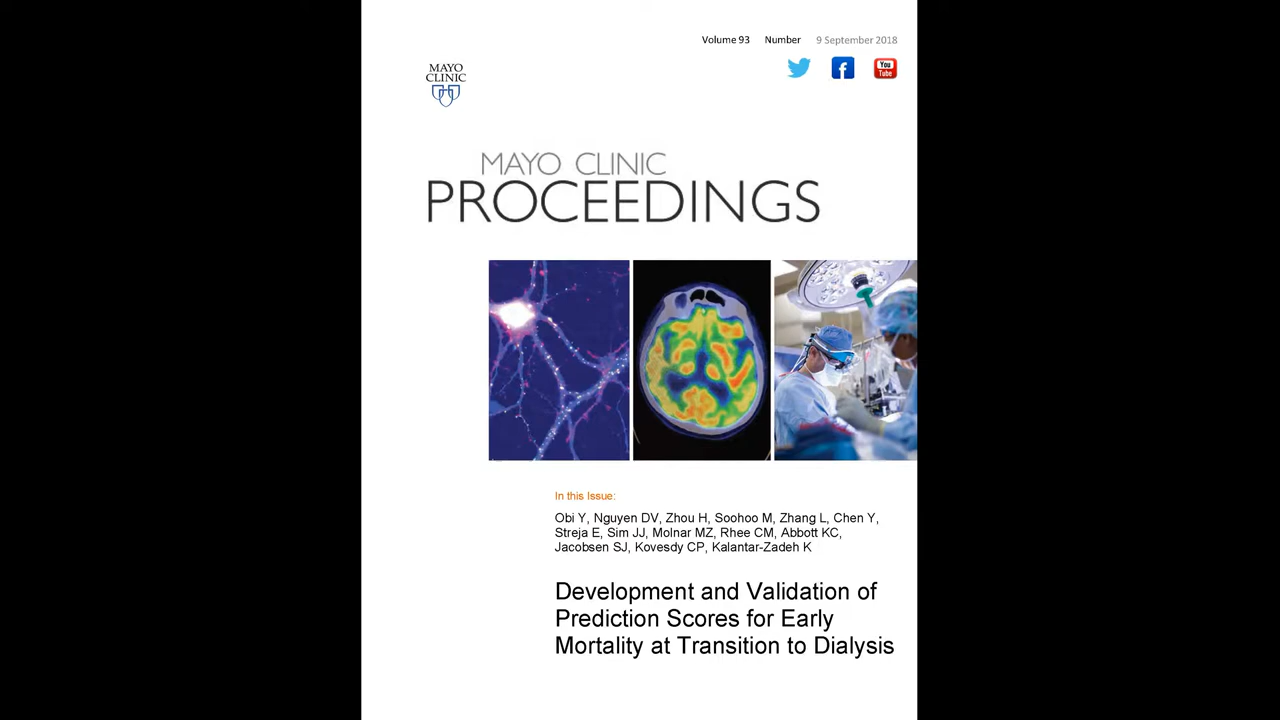 Volume 93 Number 9 September 2018
MAYO
CLINIC
You
Tube
MAYO CLINIC
PROCEEDINGS
In this Issue:
Obi Y, Nguyen DV, Zhou H, Soohoo M, Zhang L, Chen Y,
Streja E, Sim JJ, Molnar MZ, Rhee CM, Abbott KC,
Jacobsen SJ, Kovesdy CP, Kalantar-Zadeh K
Development and Validation of
Prediction Scores for Early
Mortality at Transition to Dialysis